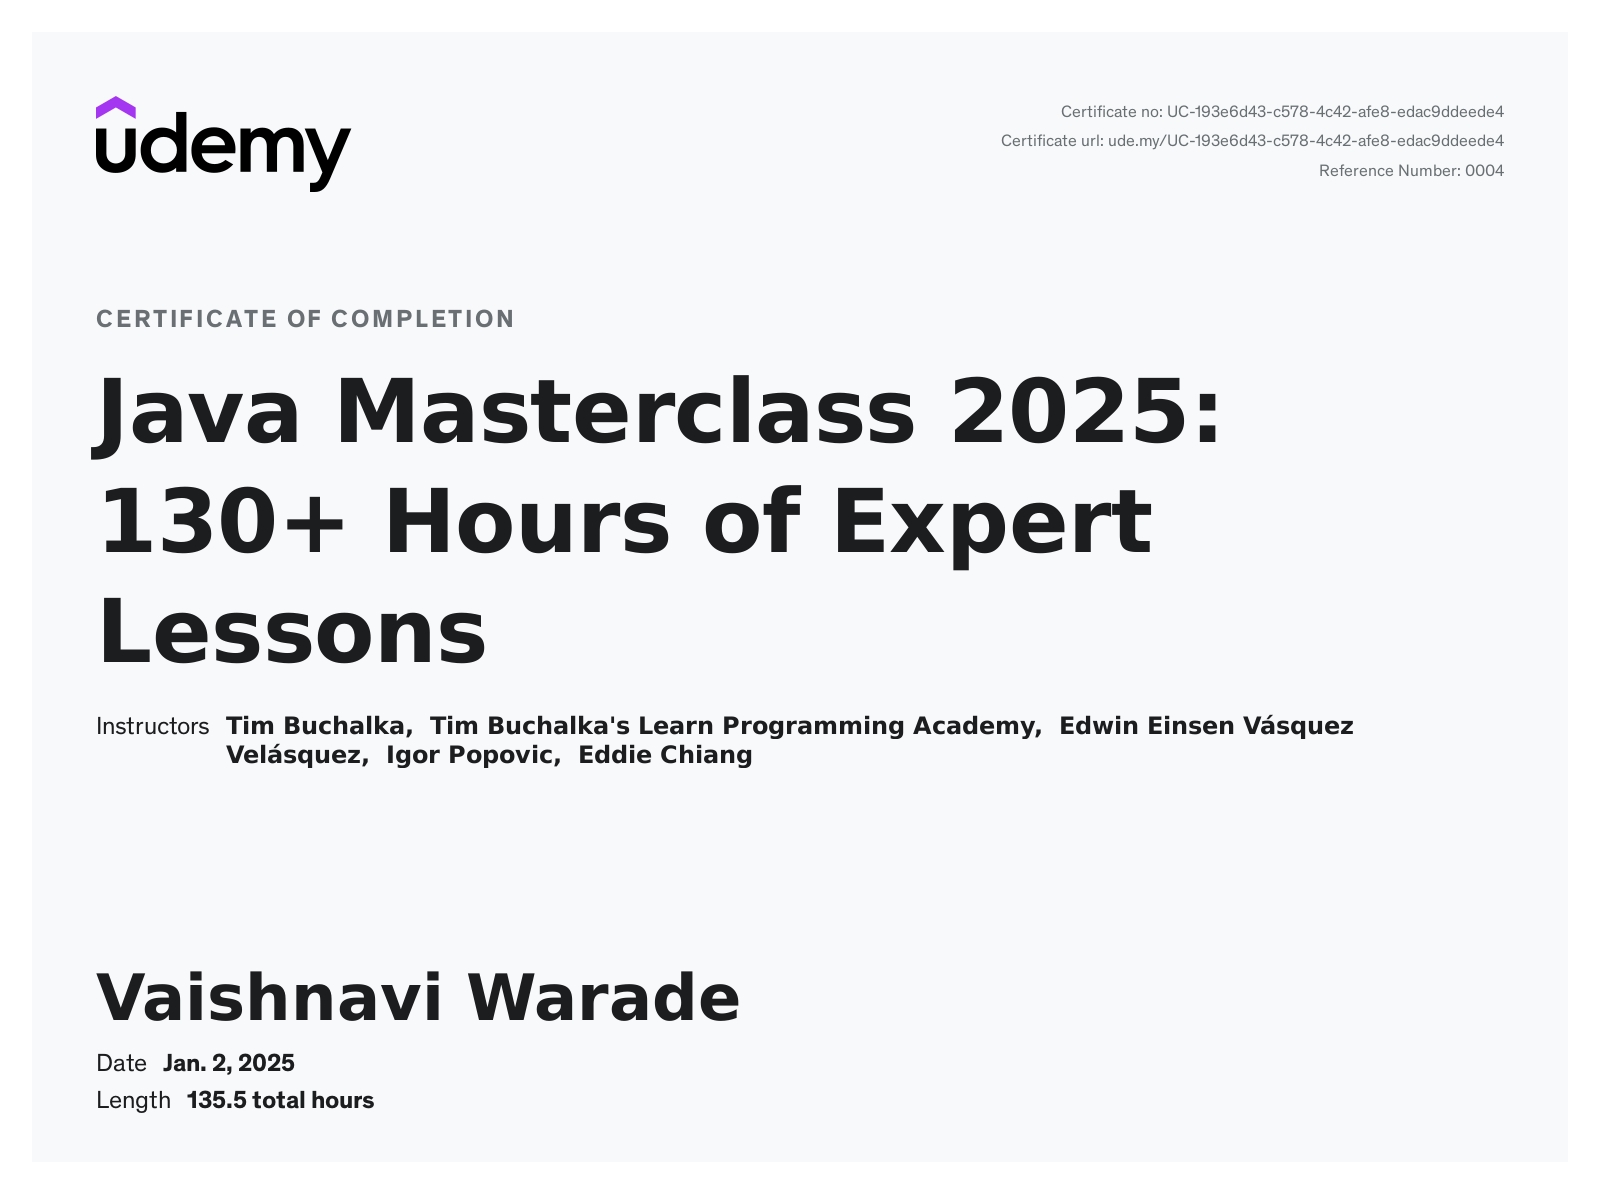 udemy
Certificate no: UC-193e6d43-c578-4c42-afe8-edac9ddeede4
Certificate url: ude.my/UC-193e6d43-c578-4c42-afe8-edac9ddeede4
Reference Number: 0004
CERTIFICATE OF COMPLETION
Java Masterclass 2025:
130+ Hours of Expert
Lessons
Instructors Tim Buchalka, Tim Buchalka's Learn Programming Academy, Edwin Einsen Vásquez
Velásquez, Igor Popovic, Eddie Chiang
Vaishnavi Warade
Date Jan. 2, 2025
Length 135.5 total hours